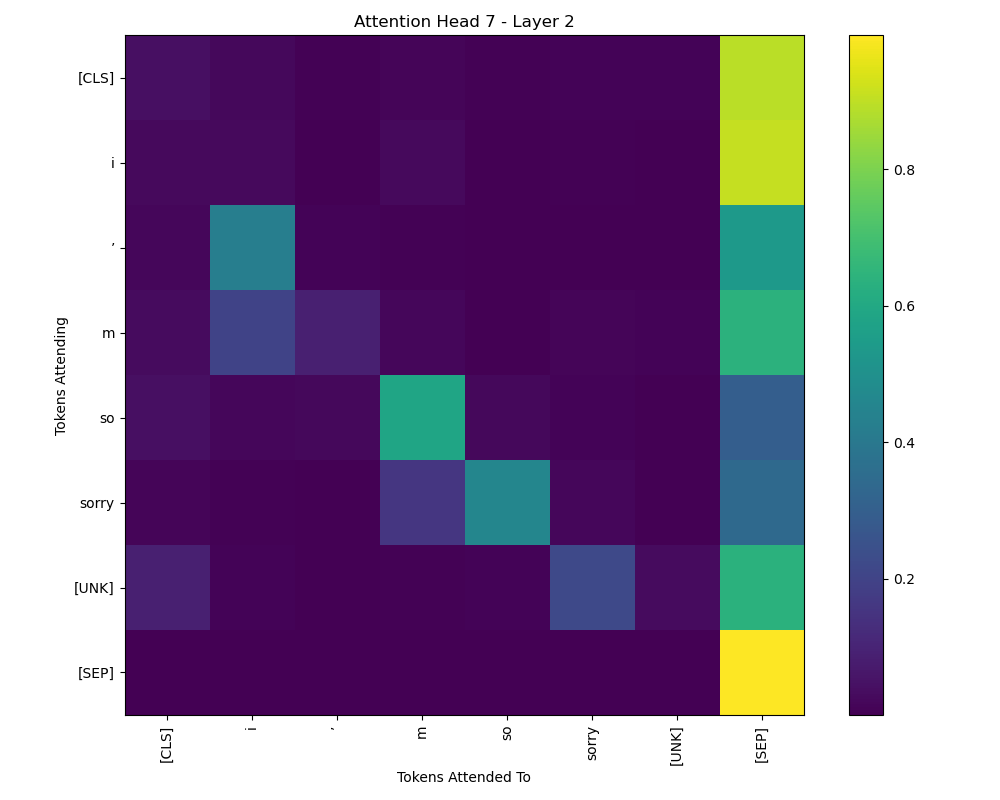 Attention Head 7 - Layer 2
Tokens Attending
[CLS]
i
’
m
so
sorry
[UNK]
[SEP]
[CLS]
i
’
m
so
sorry
[UNK]
[SEP]
Tokens Attended To
0.8
0.6
0.4
0.2